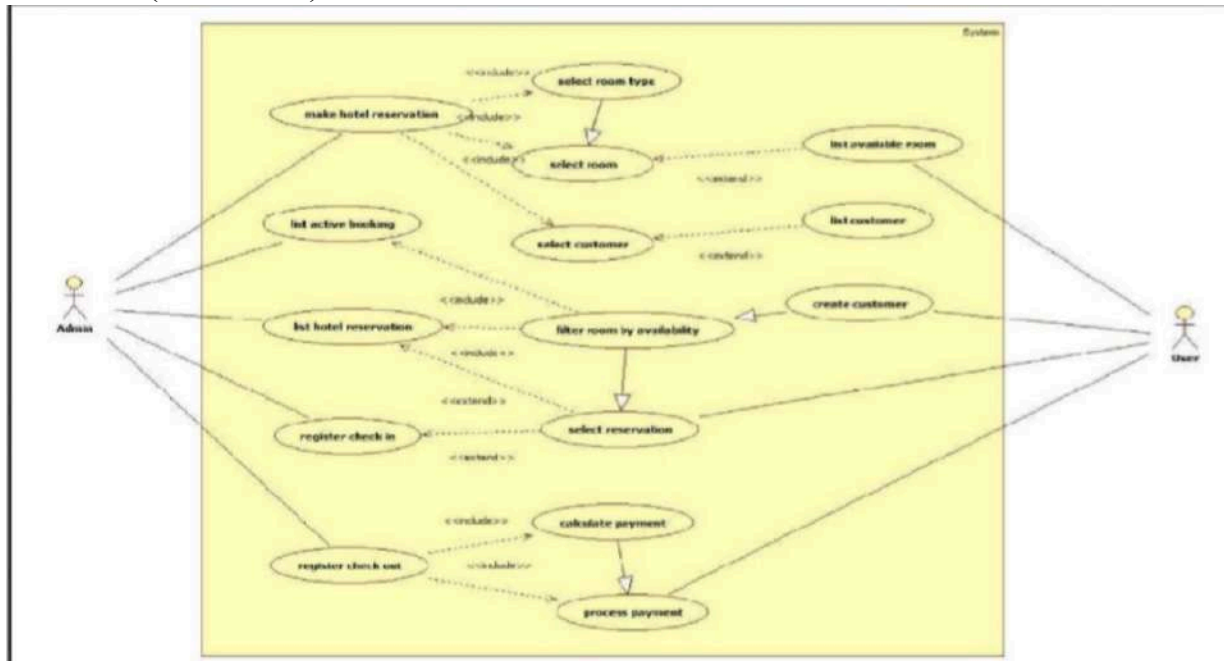 System
<<include>>
select room type
make hotel reservation
<<include>>
<<include>>
select room
list available room
<<extend>>
list active booking
select customer
list customer
<<extend>>
create customer
Admin
list hotel reservation
<<include>>
filter room by availability
User
<<include>>
<<extend>>
register check in
select reservation
<<extend>>
<<include>>
calculate payment
register check out
<<include>>
process payment